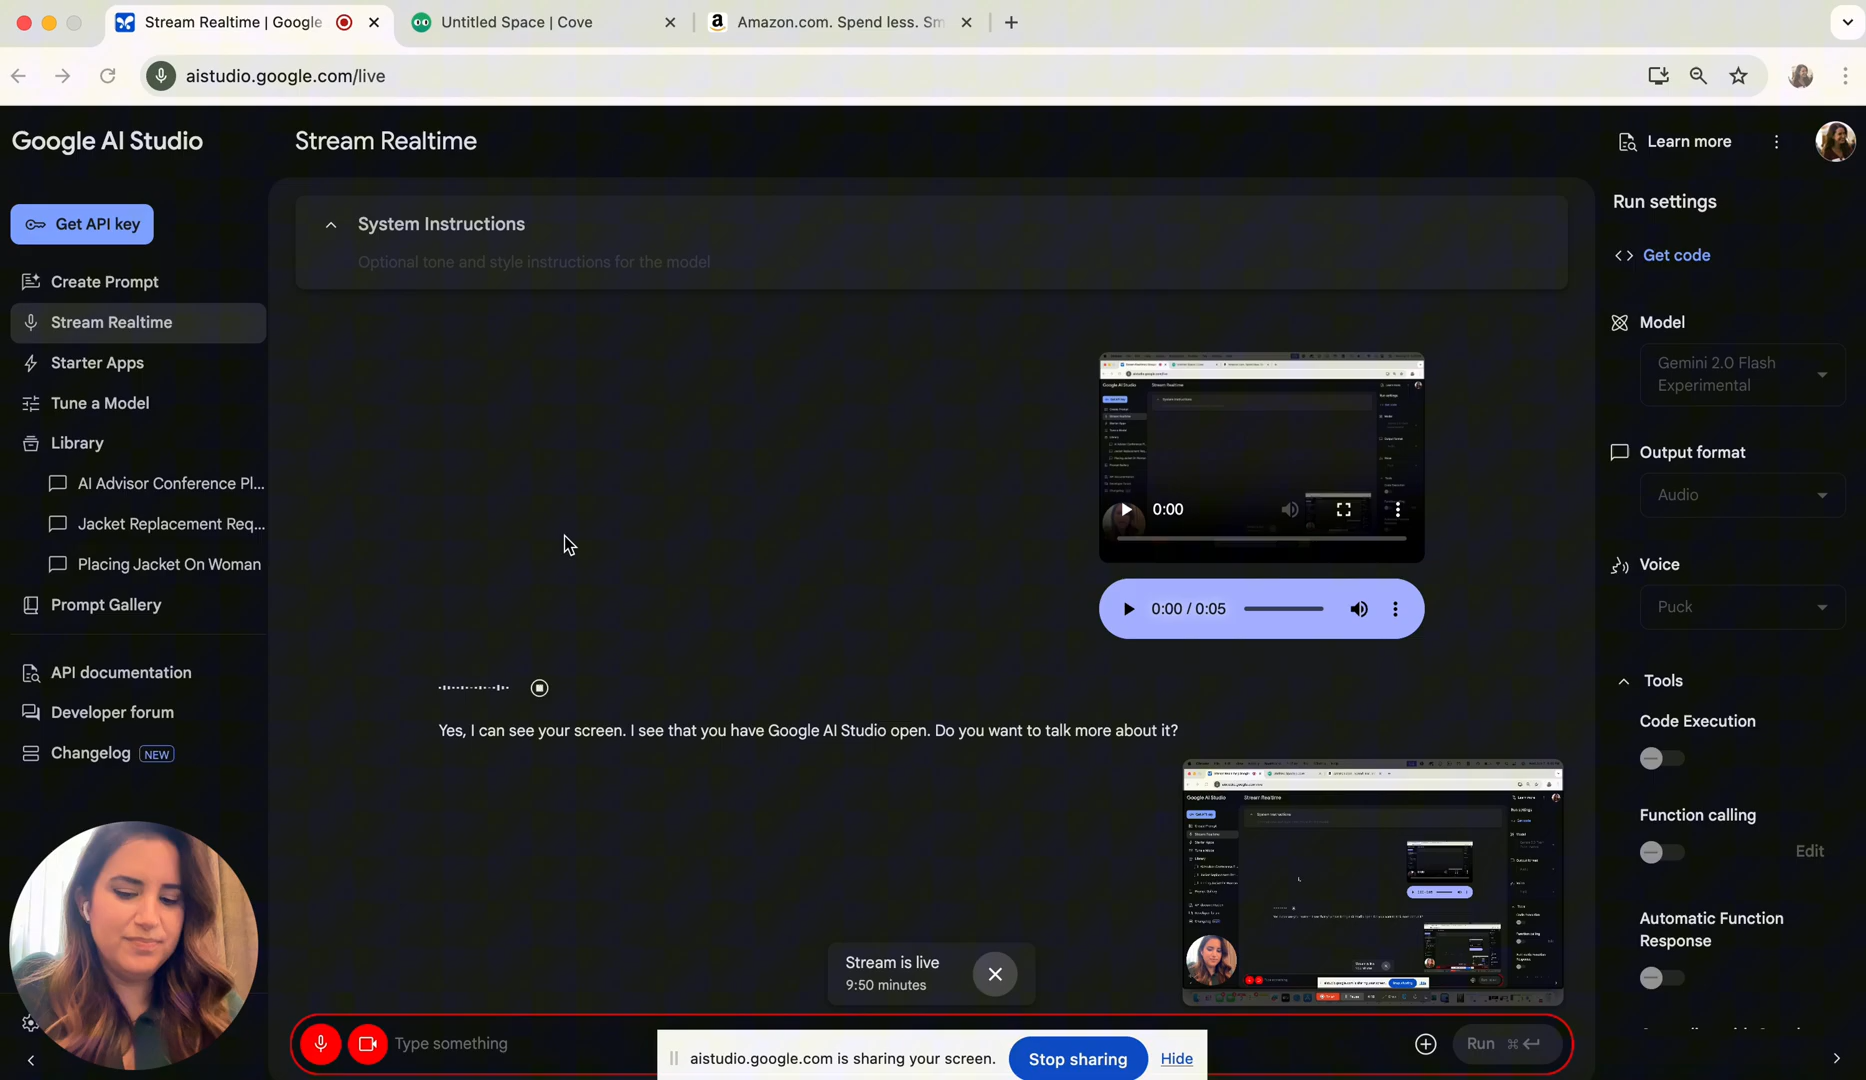 Stream Realtime | Google
Untitled Space | Cove
Amazon.com. Spend less. Sm
aistudio.google.com/live
Google AI Studio
Stream Realtime
Learn more
Get API key
System Instructions
Optional tone and style instructions for the model
Run settings
Get code
Create Prompt
Stream Realtime
Starter Apps
Tune a Model
Library
AI Advisor Conference Pl...
Jacket Replacement Req...
Placing Jacket On Woman
Prompt Gallery
API documentation
Developer forum
Changelog NEW
Model
Gemini 2.0 Flash
Experimental
Output format
Audio
Voice
Puck
Tools
Code Execution
Function calling
Edit
Automatic Function
Response
0:00
0:00 / 0:05
Yes, I can see your screen. I see that you have Google AI Studio open. Do you want to talk more about it?
Stream is live
9:50 minutes
Type something
Run ⌘
aistudio.google.com is sharing your screen.
Stop sharing
Hide